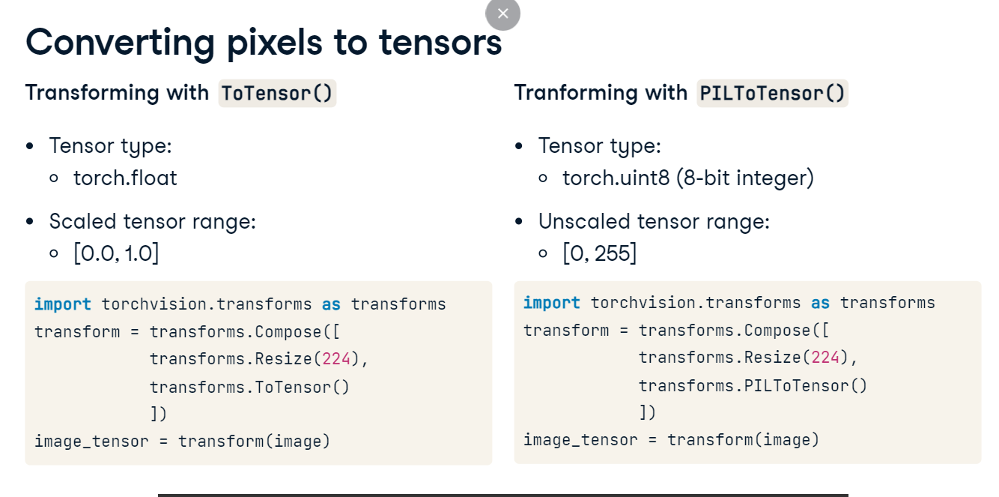 Converting pixels to tensors
Transforming with ToTensor()
• Tensor type:
◦ torch.float
• Scaled tensor range:
◦ [0.0, 1.0]
import torchvision.transforms as transforms
transform = transforms.Compose([
            transforms.Resize(224),
            transforms.ToTensor()
            ])
image_tensor = transform(image)
Tranforming with PILToTensor()
• Tensor type:
◦ torch.uint8 (8-bit integer)
• Unscaled tensor range:
◦ [0, 255]
import torchvision.transforms as transforms
transform = transforms.Compose([
            transforms.Resize(224),
            transforms.PILToTensor()
            ])
image_tensor = transform(image)